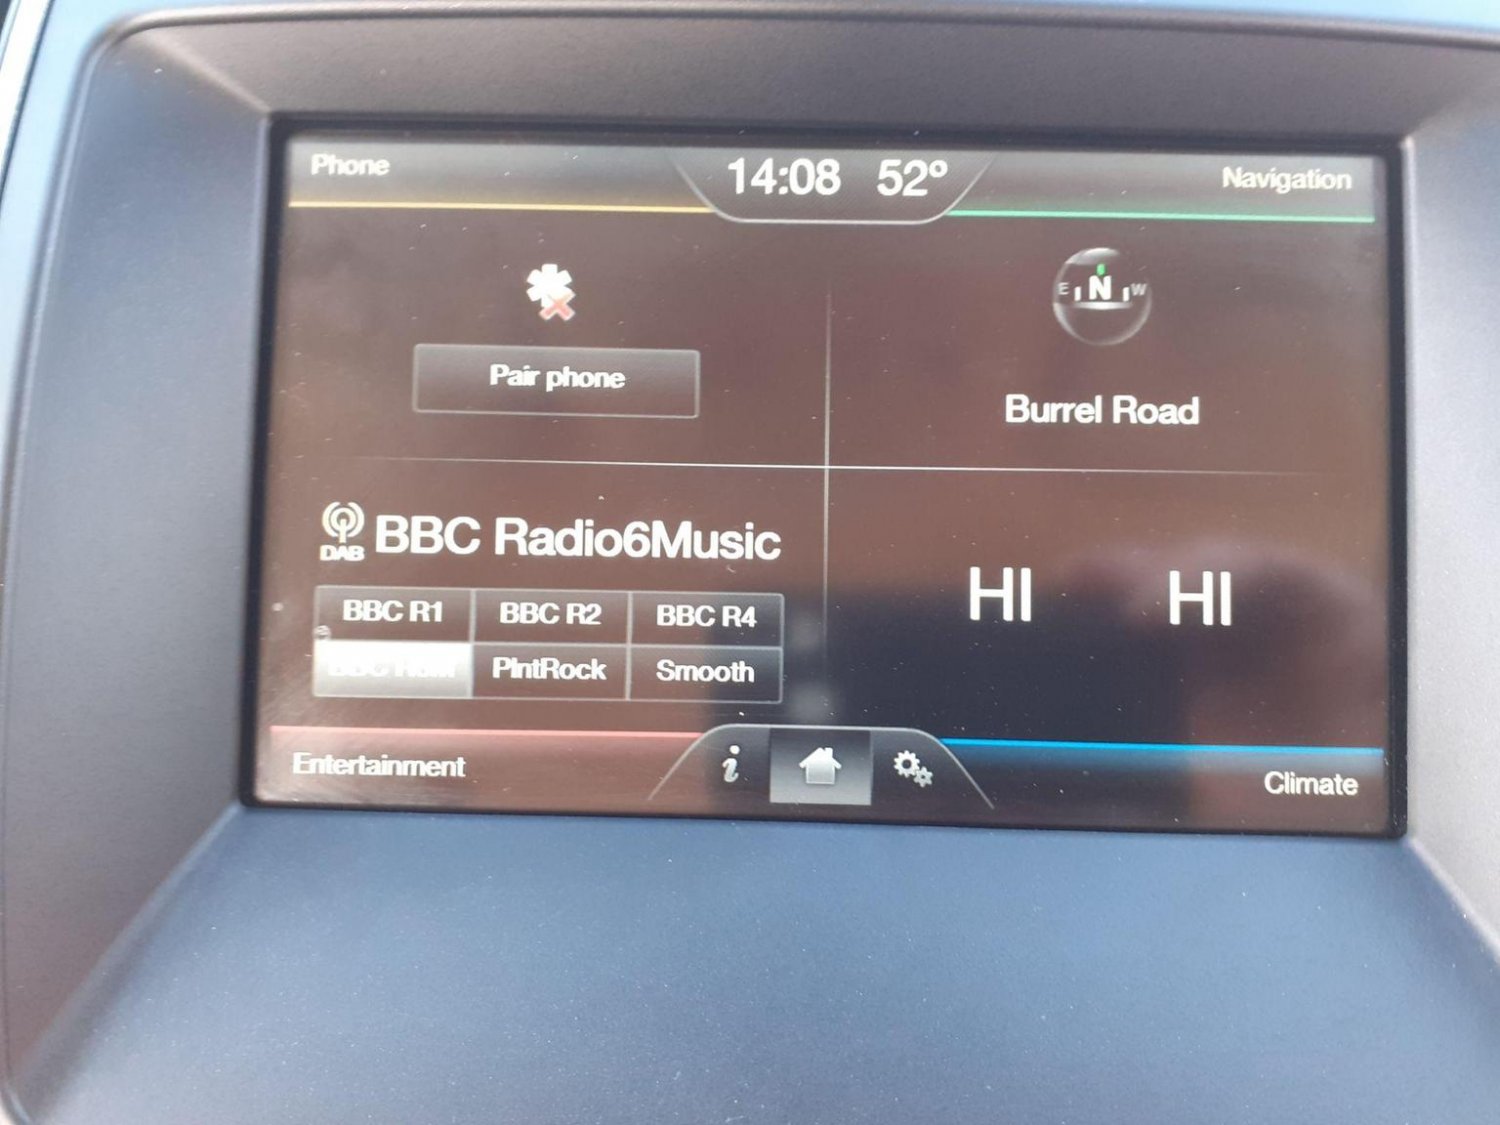 Phone
14:08 52º
Navigation
E N W
Pair phone
Burrel Road
DAB
BBC Radio6Music
BBC R1 BBC R2 BBC R4
PlntRock Smooth
HI HI
Entertainment
i
Climate